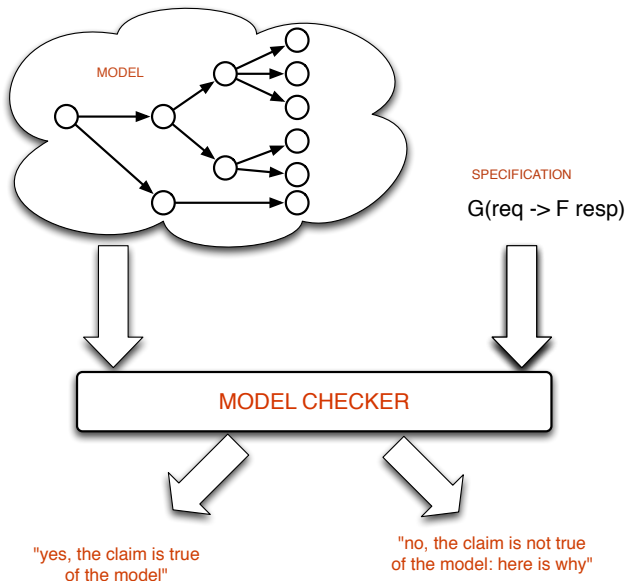 MODEL
SPECIFICATION
G(req -> F resp)
MODEL CHECKER
"yes, the claim is true
of the model"
"no, the claim is not true
of the model: here is why"